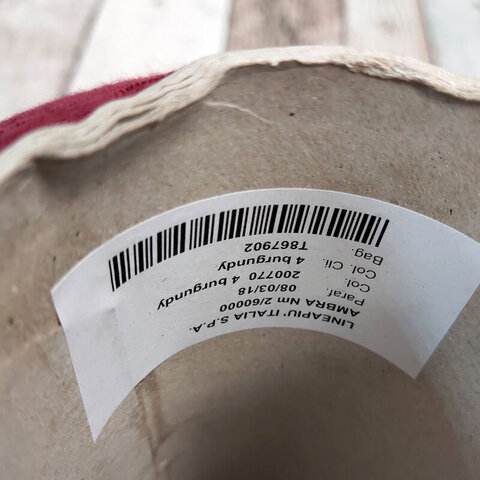 LINEAPIU' ITALIA S.P.A.
AMBRA Nm 2/60000
Paraf. 08/03/18
Col. 200770 4 burgundy
Col. Cli. 4 burgundy
Bag. T867902